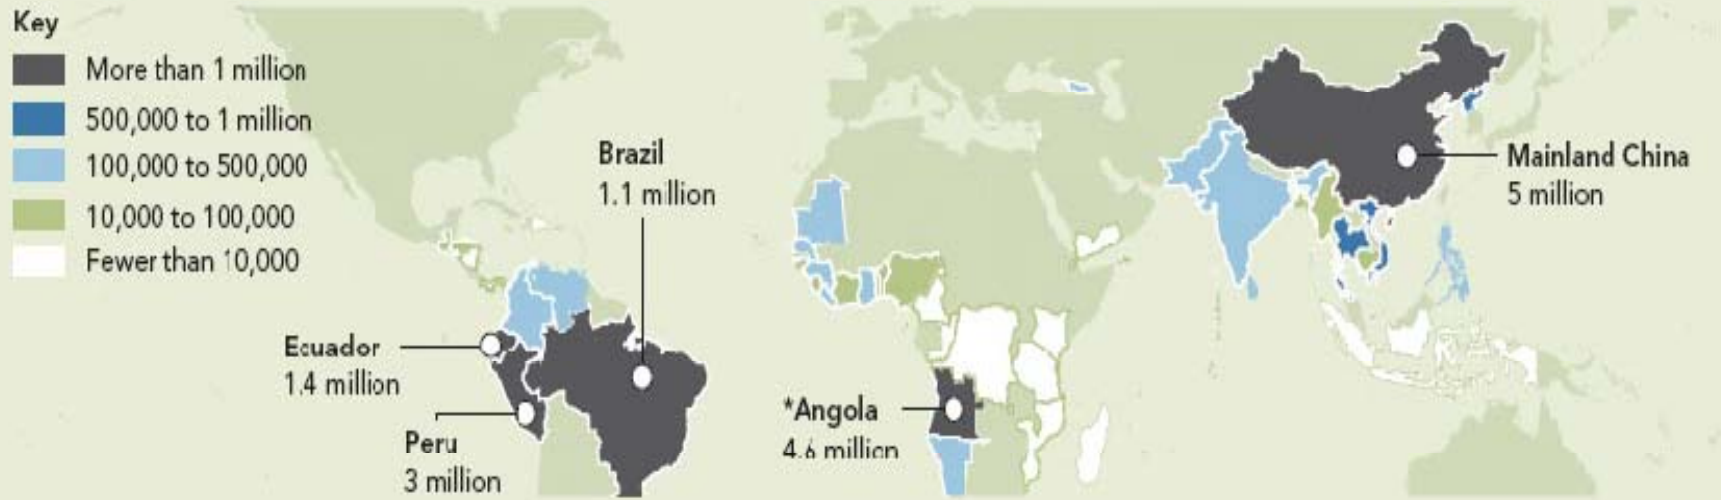 Key
More than 1 million
500,000 to 1 million
100,000 to 500,000
10,000 to 100,000
Fewer than 10,000
Brazil
1.1 million
Mainland China
5 million
Ecuador
1.4 million
*Angola
4.6 million
Peru
3 million